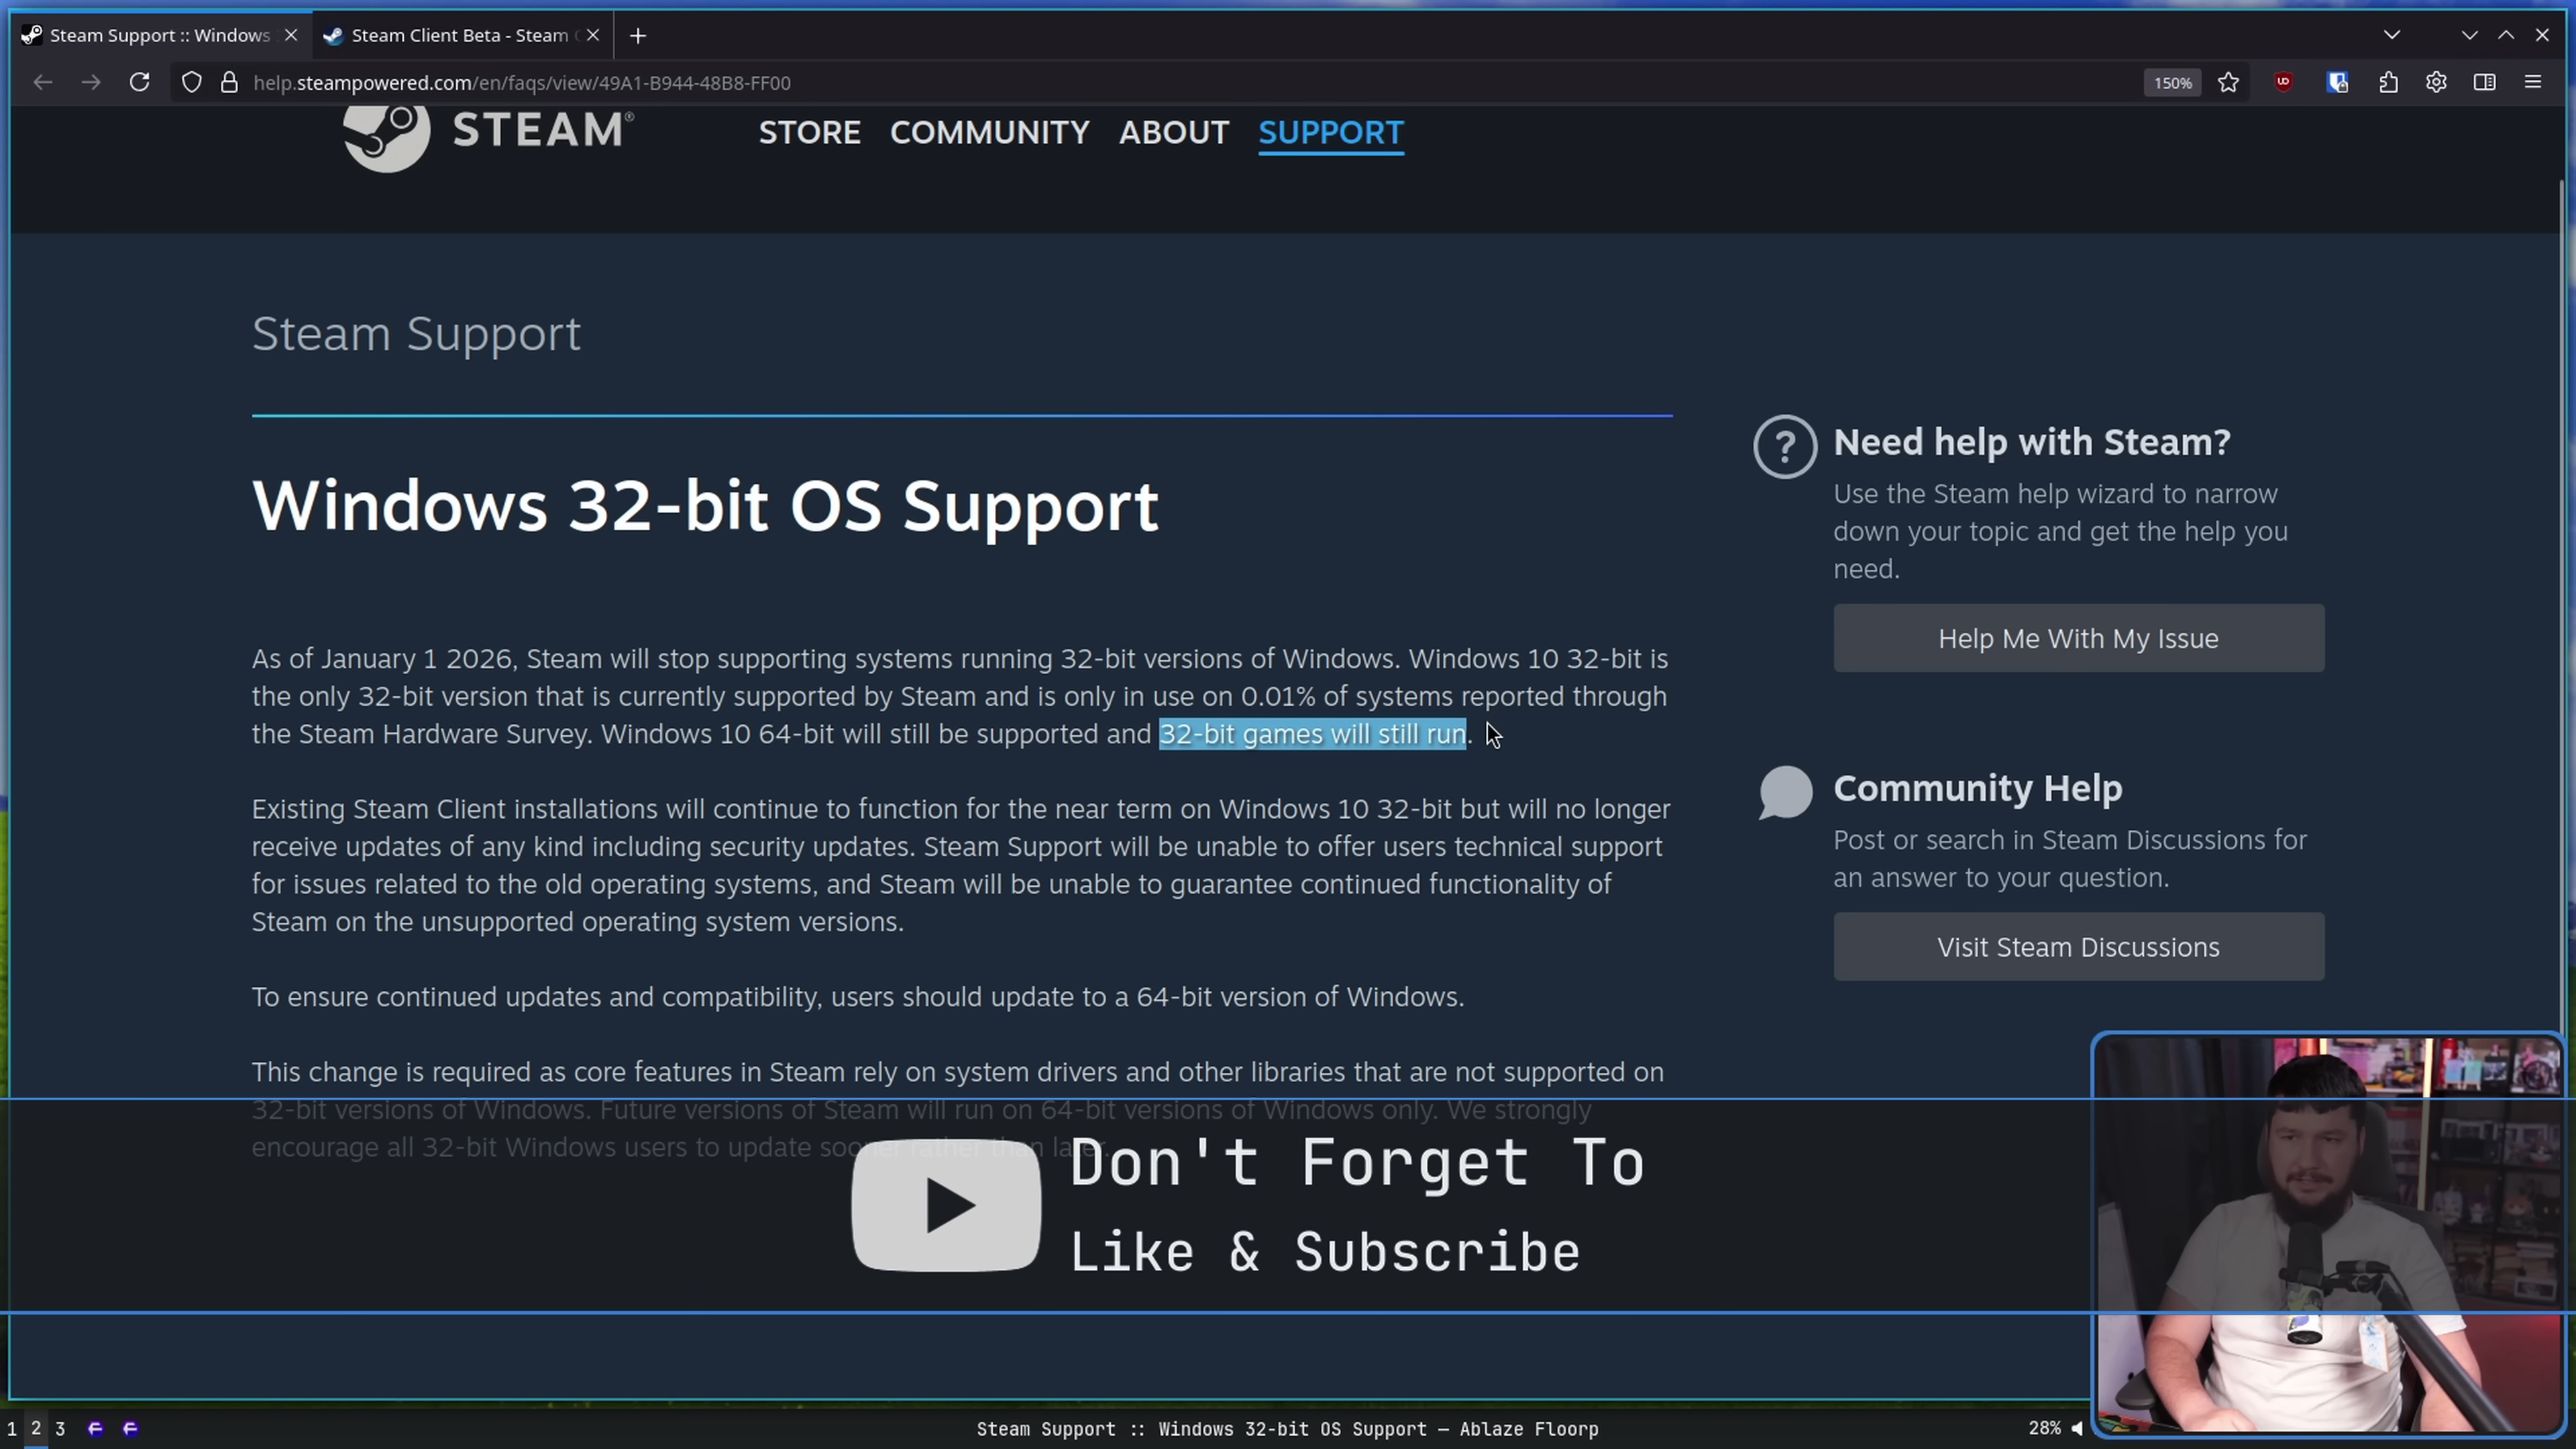 Steam Support :: Windows
Steam Client Beta - Steam
help.steampowered.com/en/faqs/view/49A1-B944-48B8-FF00
150%
STEAM®
STORE COMMUNITY ABOUT SUPPORT
Steam Support
Windows 32-bit OS Support
As of January 1 2026, Steam will stop supporting systems running 32-bit versions of Windows. Windows 10 32-bit is
the only 32-bit version that is currently supported by Steam and is only in use on 0.01% of systems reported through
the Steam Hardware Survey. Windows 10 64-bit will still be supported and 32-bit games will still run.
Existing Steam Client installations will continue to function for the near term on Windows 10 32-bit but will no longer
receive updates of any kind including security updates. Steam Support will be unable to offer users technical support
for issues related to the old operating systems, and Steam will be unable to guarantee continued functionality of
Steam on the unsupported operating system versions.
To ensure continued updates and compatibility, users should update to a 64-bit version of Windows.
This change is required as core features in Steam rely on system drivers and other libraries that are not supported on
32-bit versions of Windows. Future versions of Steam will run on 64-bit versions of Windows only. We strongly
encourage all 32-bit Windows users to update sooner rather than later.
?
Need help with Steam?
Use the Steam help wizard to narrow
down your topic and get the help you
need.
Help Me With My Issue
Community Help
Post or search in Steam Discussions for
an answer to your question.
Visit Steam Discussions
Don't Forget To
Like & Subscribe
1 2 3
Steam Support :: Windows 32-bit OS Support — Ablaze Floorp
28%